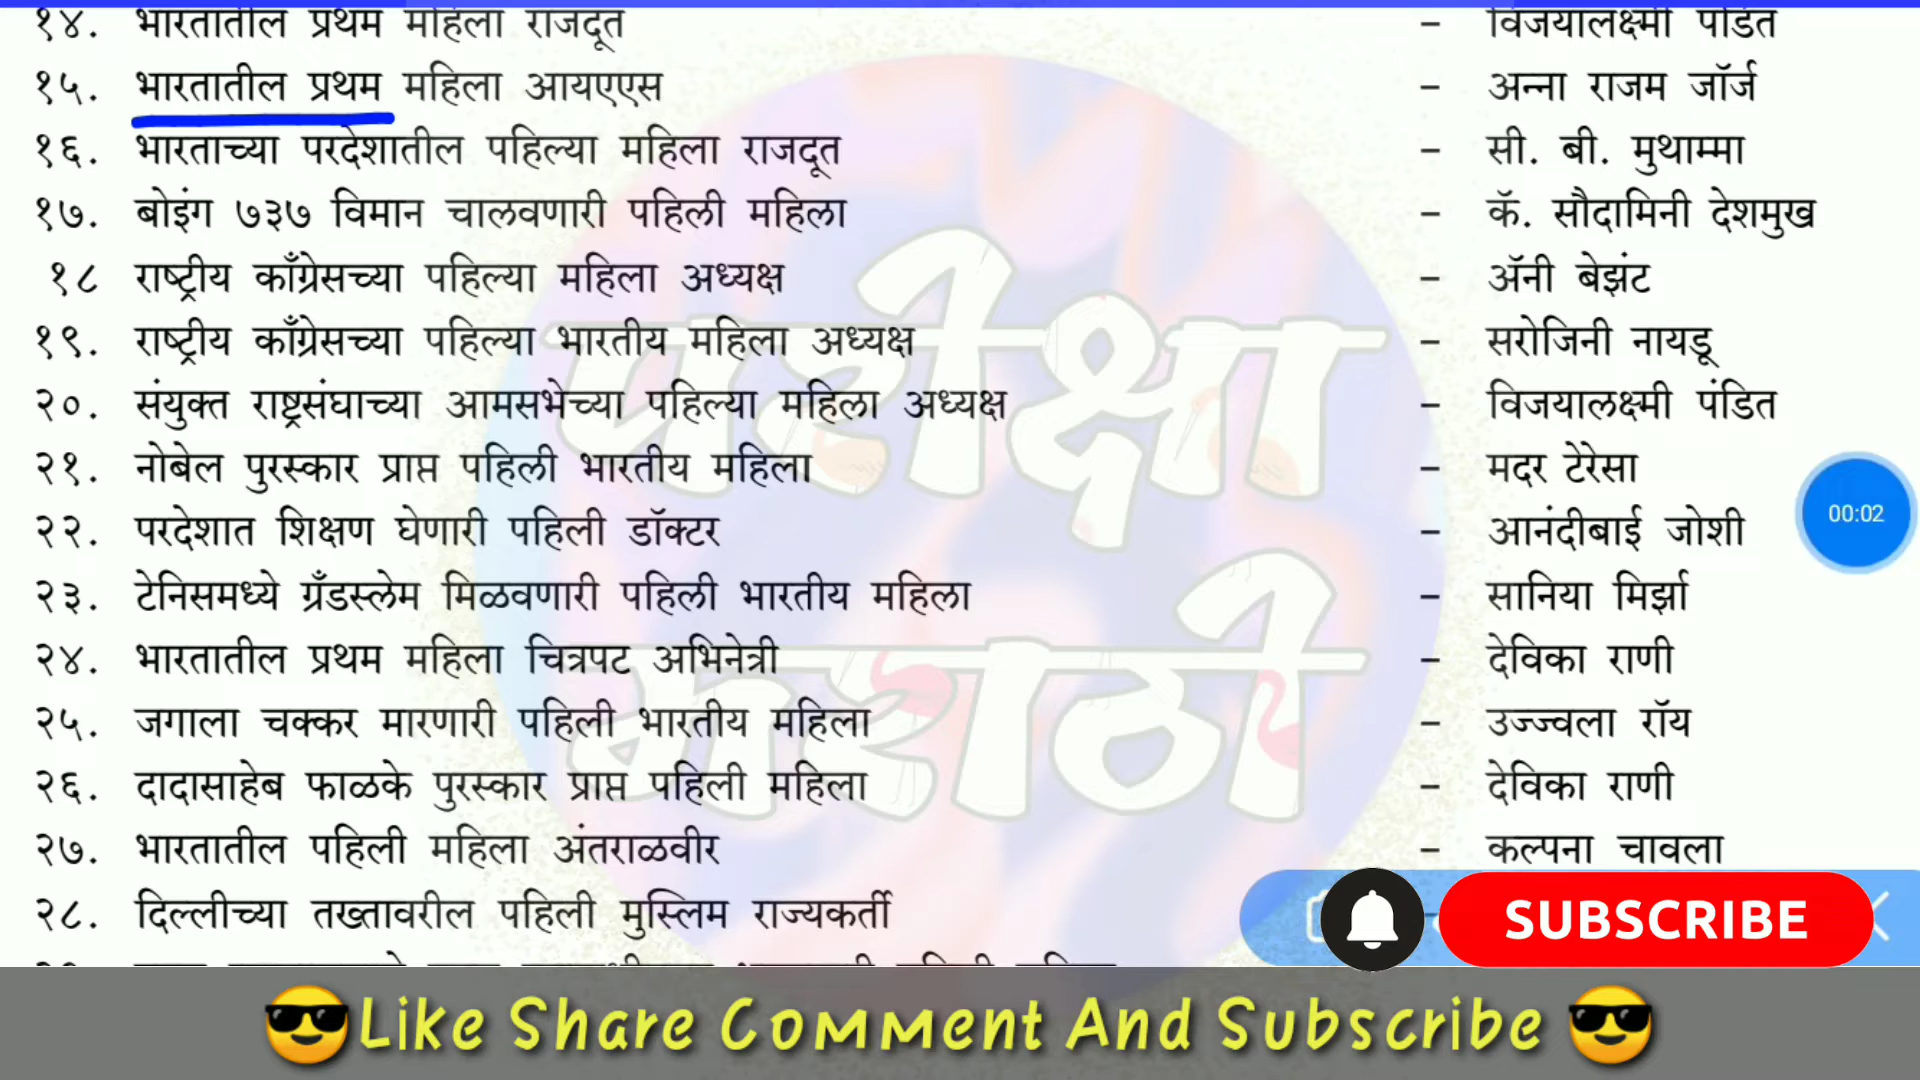 १४. भारतातील प्रथम महिला राजदूत – विजयालक्ष्मी पंडित
१५. भारतातील प्रथम महिला आयएएस – अन्ना राजम जॉर्ज
१६. भारताच्या परदेशातील पहिल्या महिला राजदूत – सी. बी. मुथाम्मा
१७. बोइंग ७३७ विमान चालवणारी पहिली महिला – कॅ. सौदामिनी देशमुख
१८ राष्ट्रीय काँग्रेसच्या पहिल्या महिला अध्यक्ष – ॲनी बेझंट
१९. राष्ट्रीय काँग्रेसच्या पहिल्या भारतीय महिला अध्यक्ष – सरोजिनी नायडू
२०. संयुक्त राष्ट्रसंघाच्या आमसभेच्या पहिल्या महिला अध्यक्ष – विजयालक्ष्मी पंडित
२१. नोबेल पुरस्कार प्राप्त पहिली भारतीय महिला – मदर टेरेसा
२२. परदेशात शिक्षण घेणारी पहिली डॉक्टर – आनंदीबाई जोशी
२३. टेनिसमध्ये ग्रँडस्लेम मिळवणारी पहिली भारतीय महिला – सानिया मिर्झा
२४. भारतातील प्रथम महिला चित्रपट अभिनेत्री – देविका राणी
२५. जगाला चक्कर मारणारी पहिली भारतीय महिला – उज्ज्वला रॉय
२६. दादासाहेब फाळके पुरस्कार प्राप्त पहिली महिला – देविका राणी
२७. भारतातील पहिली महिला अंतराळवीर – कल्पना चावला
२८. दिल्लीच्या तख्तावरील पहिली मुस्लिम राज्यकर्ती
परीक्षा
मराठी
00:02
SUBSCRIBE
Like Share Comment And Subscribe